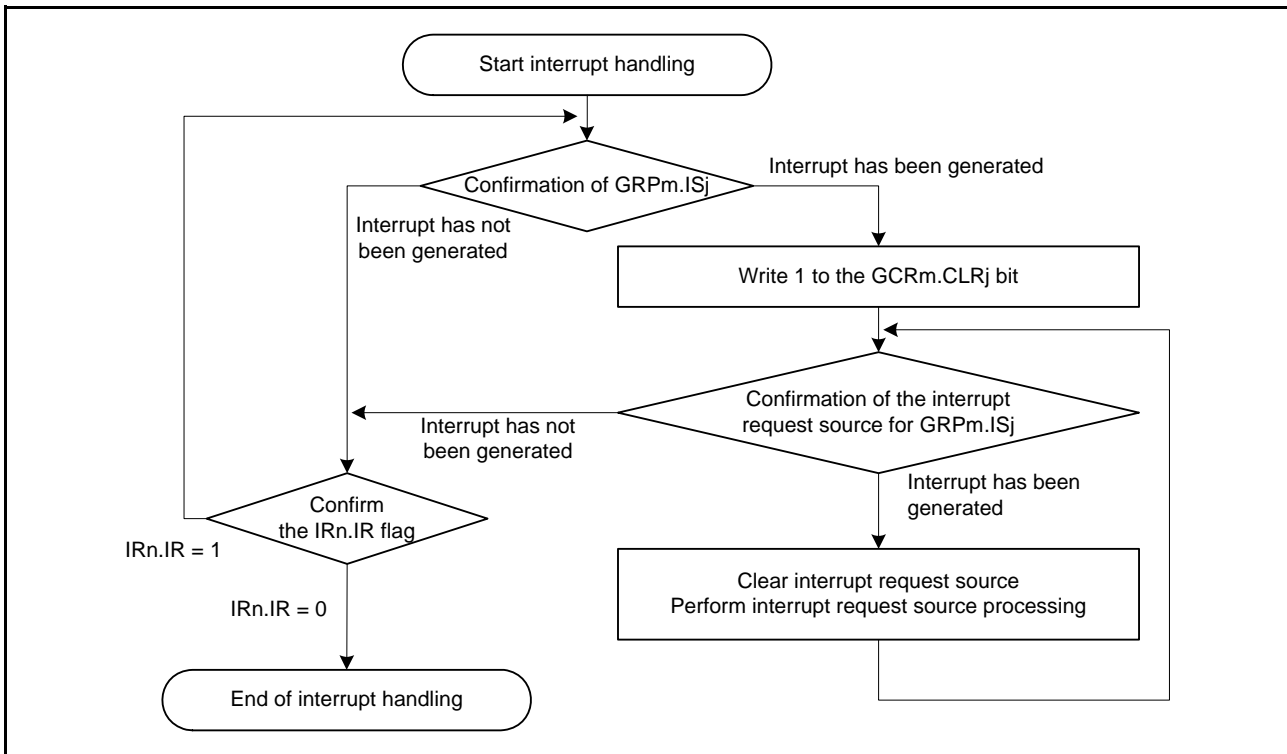 Start interrupt handling
Confirmation of GRPm.ISj
Interrupt has been generated
Interrupt has not
been generated
Write 1 to the GCRm.CLRj bit
Confirmation of the interrupt
request source for GRPm.ISj
Interrupt has not
been generated
Interrupt has been
generated
Confirm
the IRn.IR flag
IRn.IR = 1
Clear interrupt request source
Perform interrupt request source processing
IRn.IR = 0
End of interrupt handling